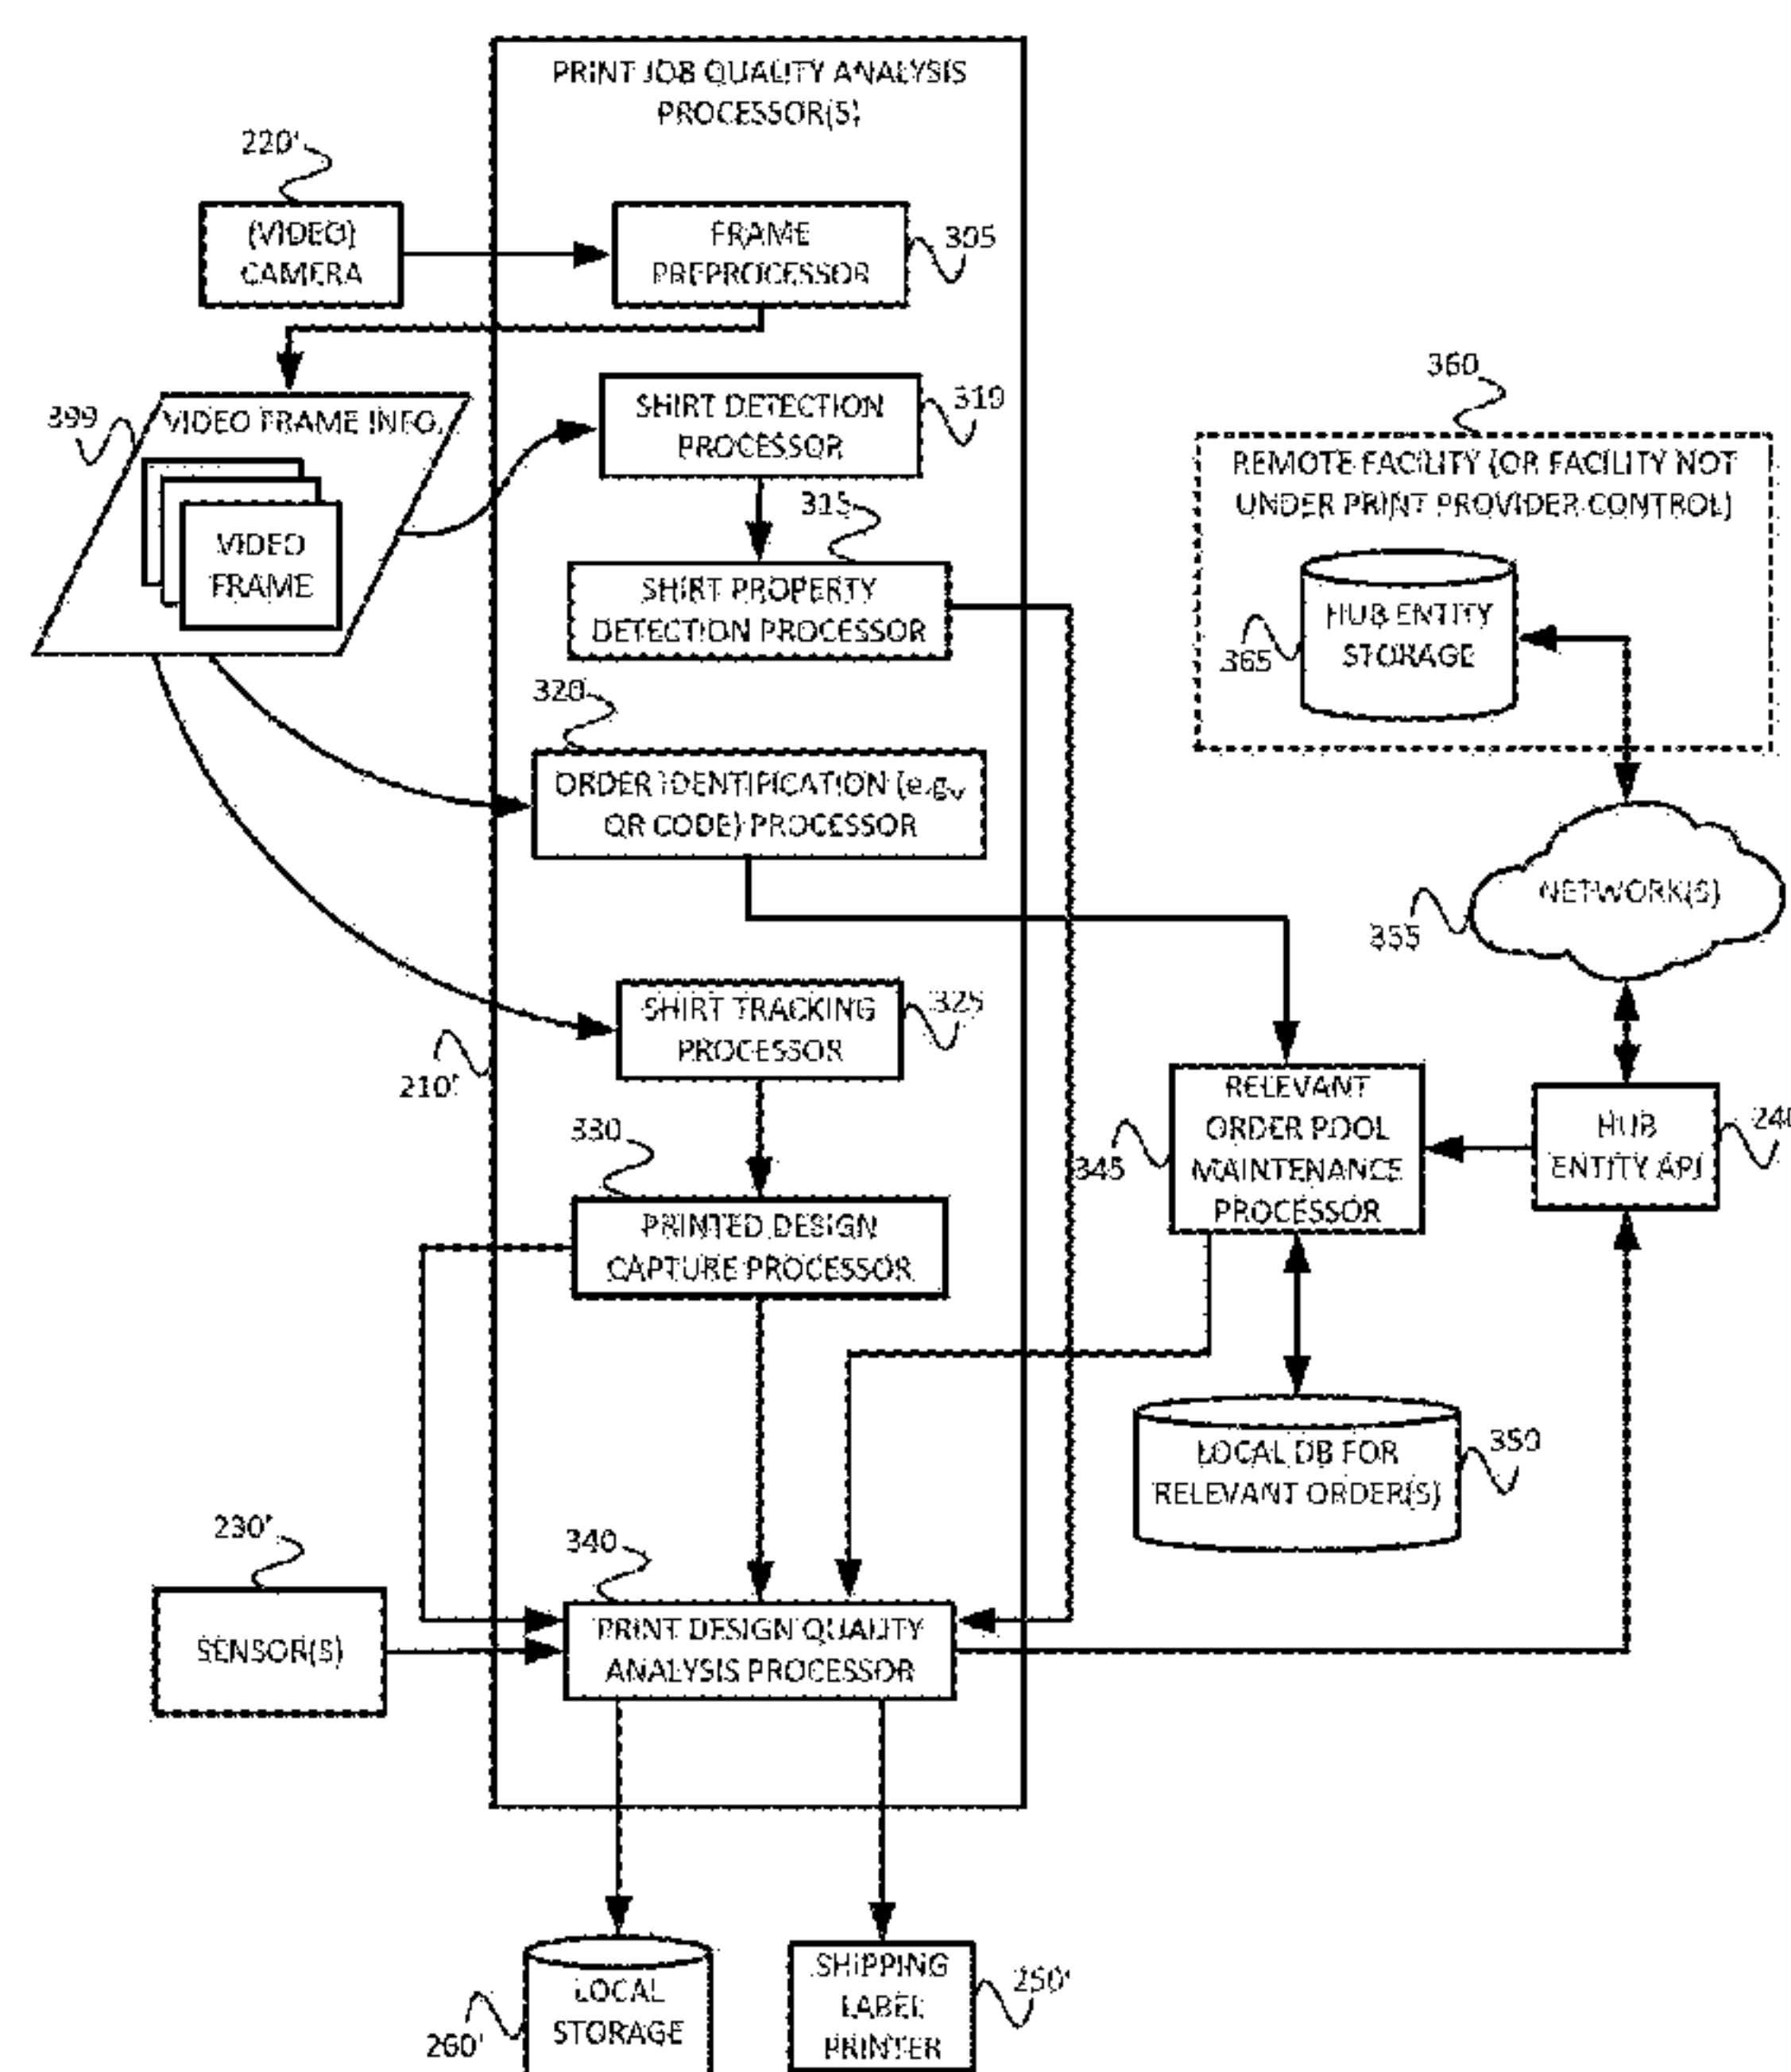 PRINT JOB QUALITY ANALYSIS
PROCESSOR(S)
220'
(VIDEO)
CAMERA
FRAME
PREPROCESSOR
305
399
VIDEO FRAME INFO.
VIDEO
FRAME
SHIRT DETECTION
PROCESSOR
310
315
SHIRT PROPERTY
DETECTION PROCESSOR
360
REMOTE FACILITY (OR FACILITY NOT
UNDER PRINT PROVIDER CONTROL)
HUB ENTITY
STORAGE
365
320
ORDER IDENTIFICATION (e.g.,
QR CODE) PROCESSOR
NETWORK(S)
355
SHIRT TRACKING
PROCESSOR
325
210'
330
PRINTED DESIGN
CAPTURE PROCESSOR
RELEVANT
ORDER POOL
MAINTENANCE
PROCESSOR
345
HUB
ENTITY API
240
LOCAL DB FOR
RELEVANT ORDER(S)
350
230'
SENSOR(S)
340
PRINT DESIGN QUALITY
ANALYSIS PROCESSOR
LOCAL
STORAGE
260'
SHIPPING
LABEL
PRINTER
250'